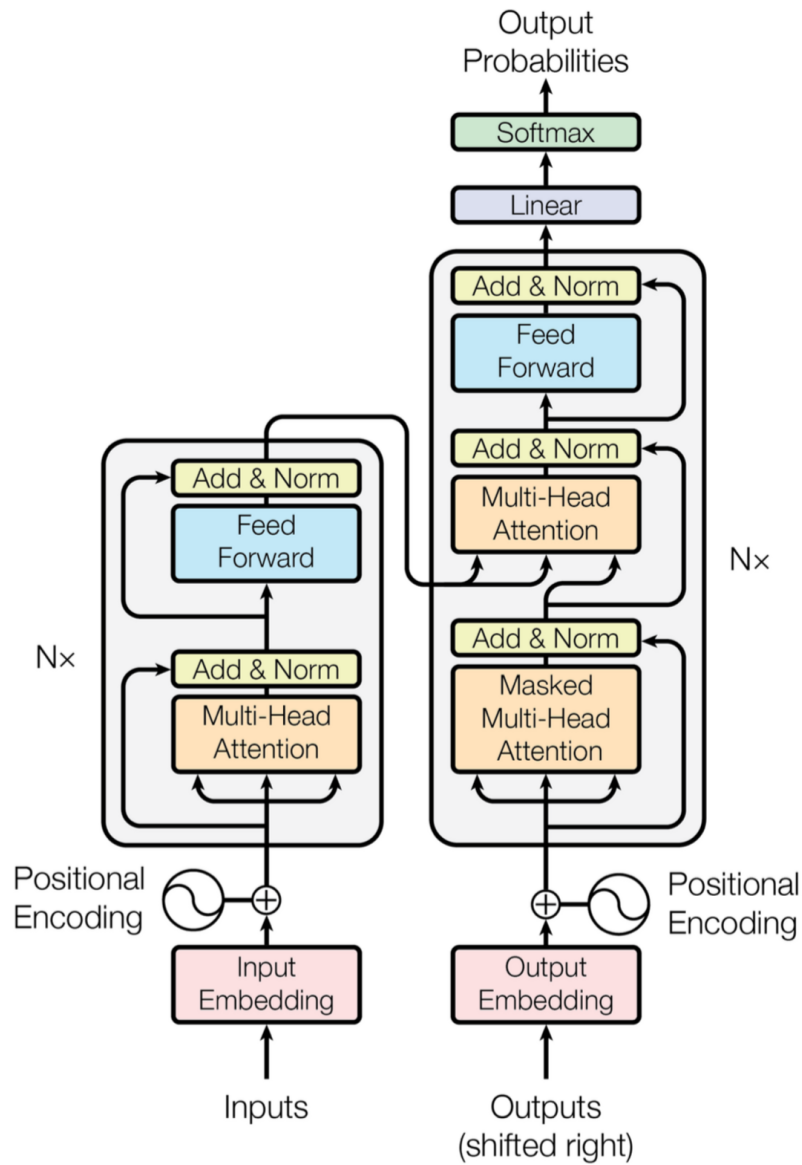 Output
Probabilities
Softmax
Linear
Add & Norm
Feed
Forward
Add & Norm
Multi-Head
Attention
Add & Norm
Masked
Multi-Head
Attention
N×
Add & Norm
Feed
Forward
Add & Norm
Multi-Head
Attention
N×
Positional
Encoding
Positional
Encoding
Input
Embedding
Output
Embedding
Inputs
Outputs
(shifted right)